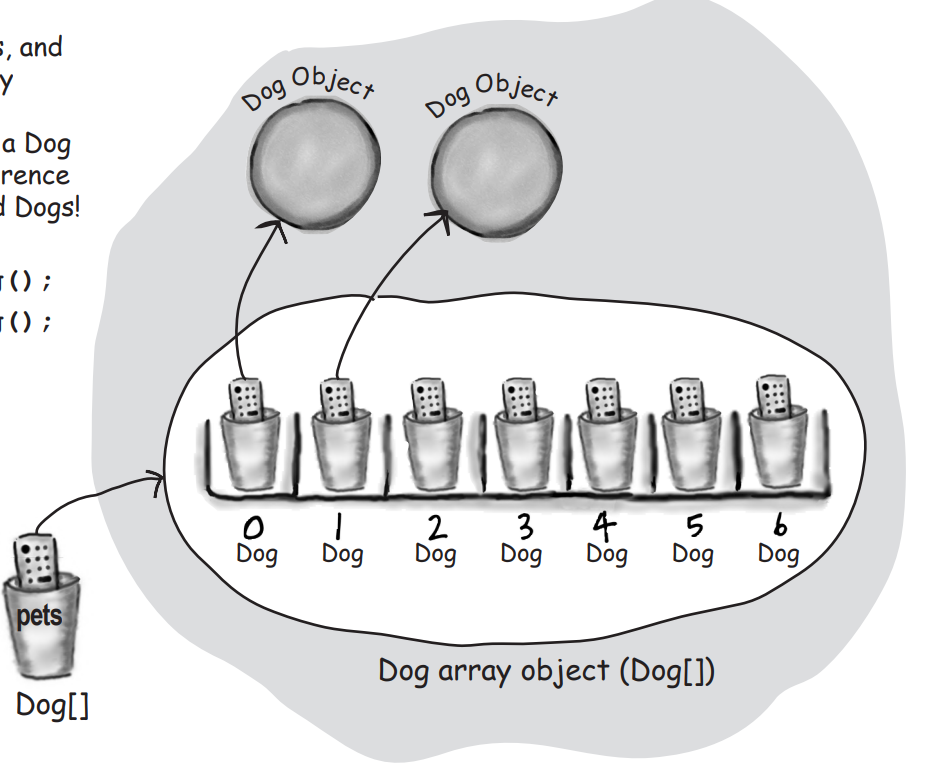 s, and
y
a Dog
rence
d Dogs!
();
();
Dog Object
Dog Object
0 1 2 3 4 5 6
Dog Dog Dog Dog Dog Dog Dog
pets
Dog[]
Dog array object (Dog[])